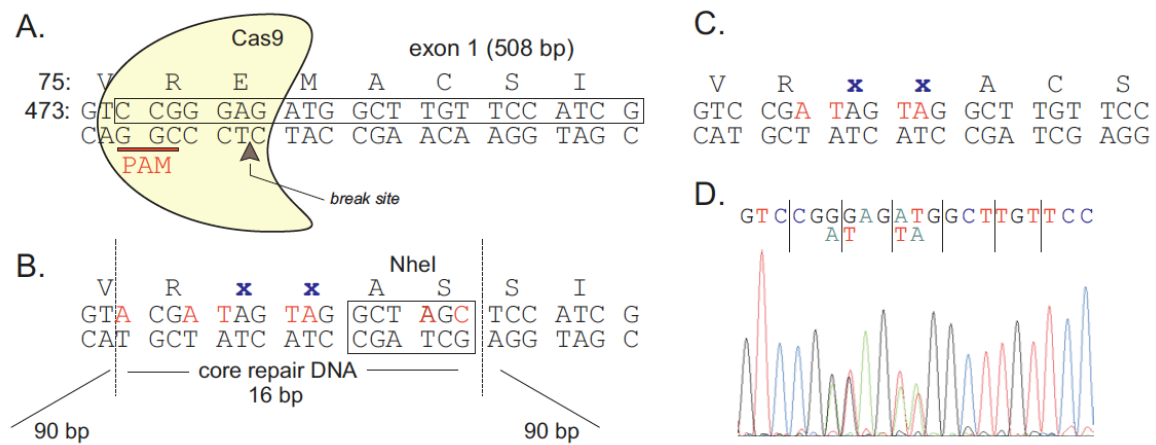 A.
Cas9
exon 1 (508 bp)
75: V R E M A C S I
473: GTC CGG GAG ATG GCT TGT TCC ATC G
CAG GCC CTC TAC CGA ACA AGG TAG C
PAM
break site
B.
NheI
V R x x A S S I
GTA CGA TAG TAG GCT AGC TCC ATC G
CAT GCT ATC ATC CGA TCG AGG TAG C
core repair DNA
16 bp
90 bp
90 bp
C.
V R x x A C S
GTC CGA TAG TAG GCT TGT TCC
CAT GCT ATC ATC CGA TCG AGG
D.
GTCCGGGAGATGGCTTGTTCC
AT TA